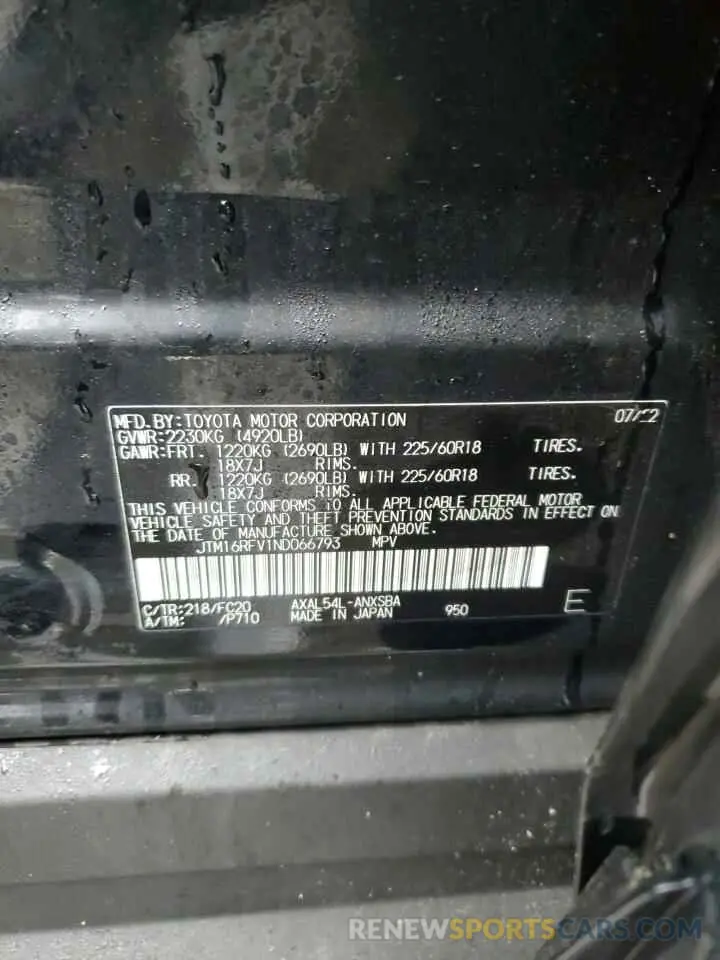 MFD.BY:TOYOTA MOTOR CORPORATION 07/22
GVWR:2230KG (4920LB)
GAWR:FRT. 1220KG (2690LB) WITH 225/60R18 TIRES.
18X7J RIMS.
RR. 1220KG (2690LB) WITH 225/60R18 TIRES.
18X7J RIMS.
THIS VEHICLE CONFORMS TO ALL APPLICABLE FEDERAL MOTOR
VEHICLE SAFETY AND THEFT PREVENTION STANDARDS IN EFFECT ON
THE DATE OF MANUFACTURE SHOWN ABOVE.
JTM16RFV1ND066793 MPV
C/TR:218/FC20 AXAL54L-ANXSBA
A/TM: /P710 MADE IN JAPAN 950 E
RENEWSPORTSCARS.COM